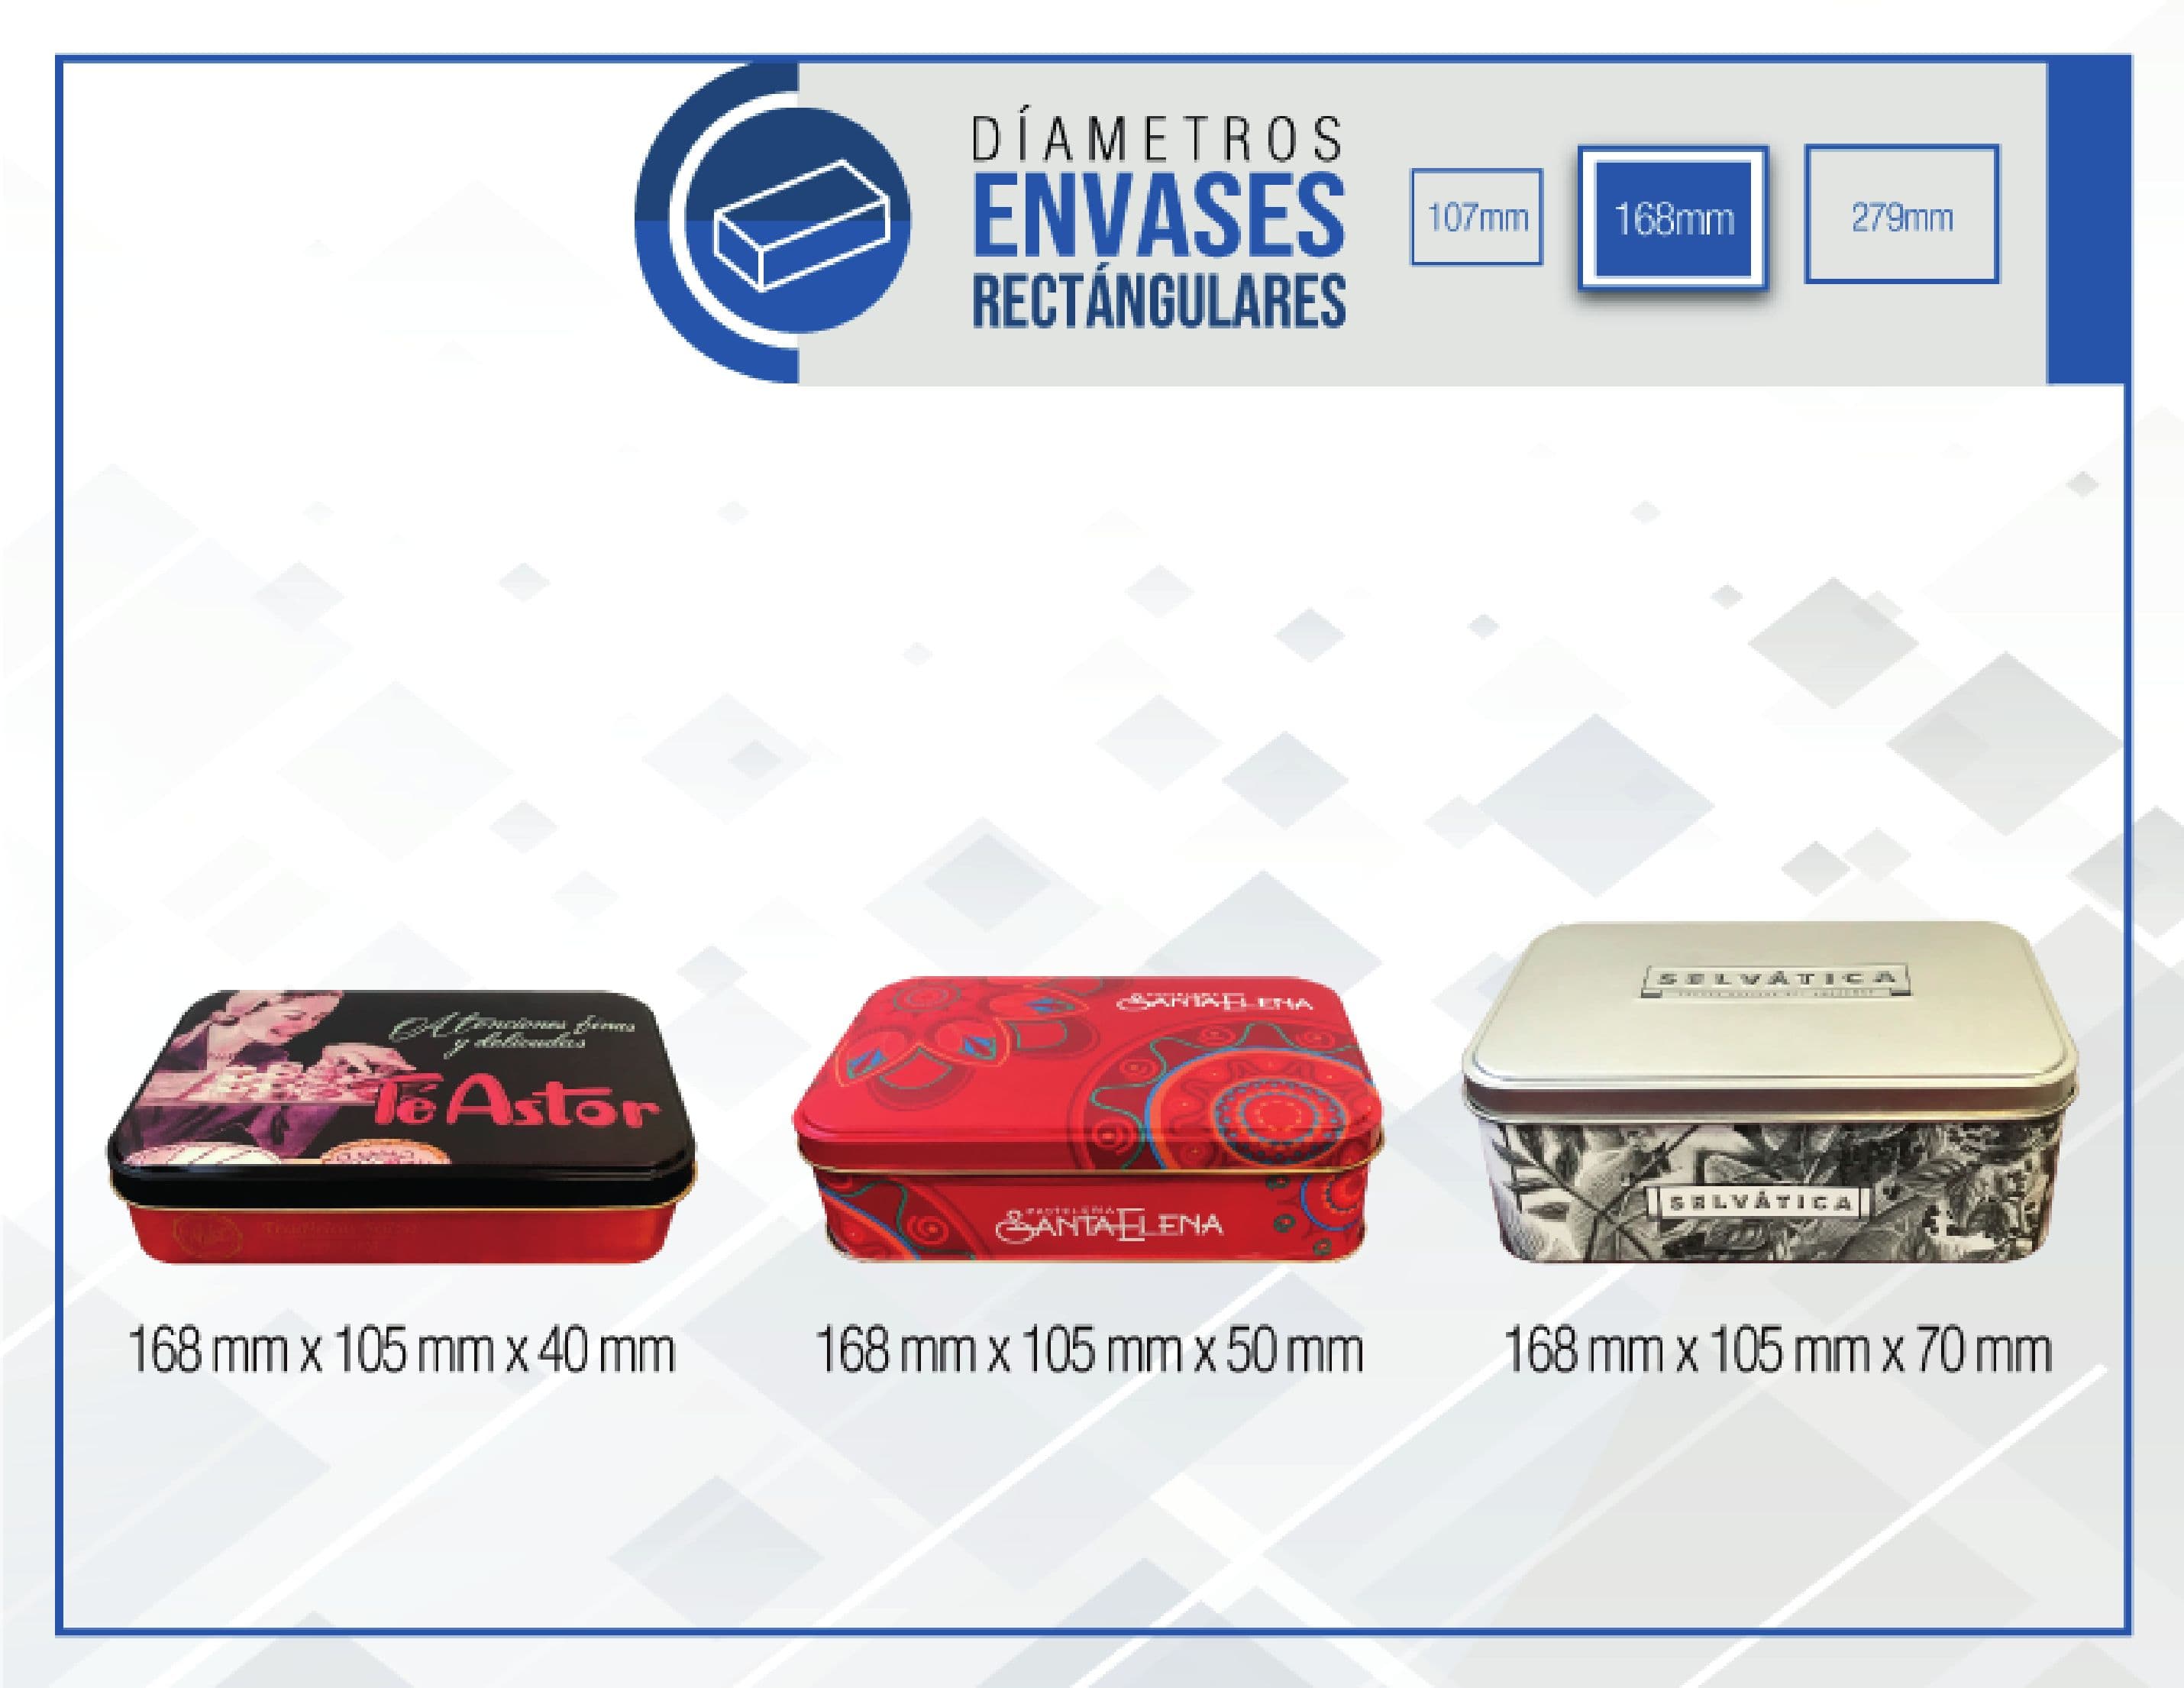 DÍAMETROS
ENVASES
RECTÁNGULARES
107mm
168mm
279mm
Atenciones finas
y delicadas
Té Astor
SANTA ELENA
PASTELERÍA
SANTA ELENA
SELVÁTICA
SELVÁTICA
168 mm x 105 mm x 40 mm
168 mm x 105 mm x 50 mm
168 mm x 105 mm x 70 mm